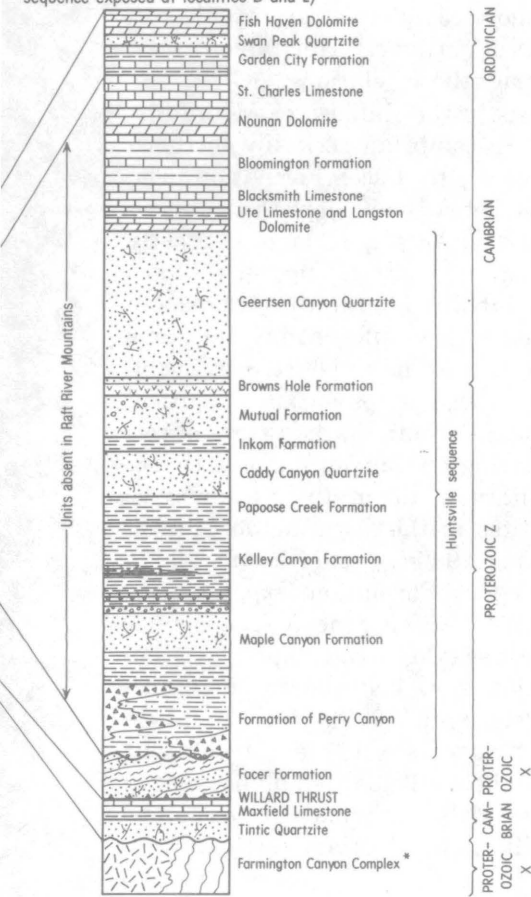 sequence exposed at localities D and E)
Fish Haven Dolomite
Swan Peak Quartzite
Garden City Formation
St. Charles Limestone
Nounan Dolomite
Bloomington Formation
Blacksmith Limestone
Ute Limestone and Langston
Dolomite
Geertsen Canyon Quartzite
Browns Hole Formation
Mutual Formation
Inkom Formation
Caddy Canyon Quartzite
Papoose Creek Formation
Kelley Canyon Formation
Maple Canyon Formation
Formation of Perry Canyon
Facer Formation
WILLARD THRUST
Maxfield Limestone
Tintic Quartzite
Farmington Canyon Complex *
Units absent in Raft River Mountains
Huntsville sequence
ORDOVICIAN
CAMBRIAN
PROTEROZOIC Z
PROTER-
OZOIC
X
CAM-
BRIAN
PROTER-
OZOIC
X